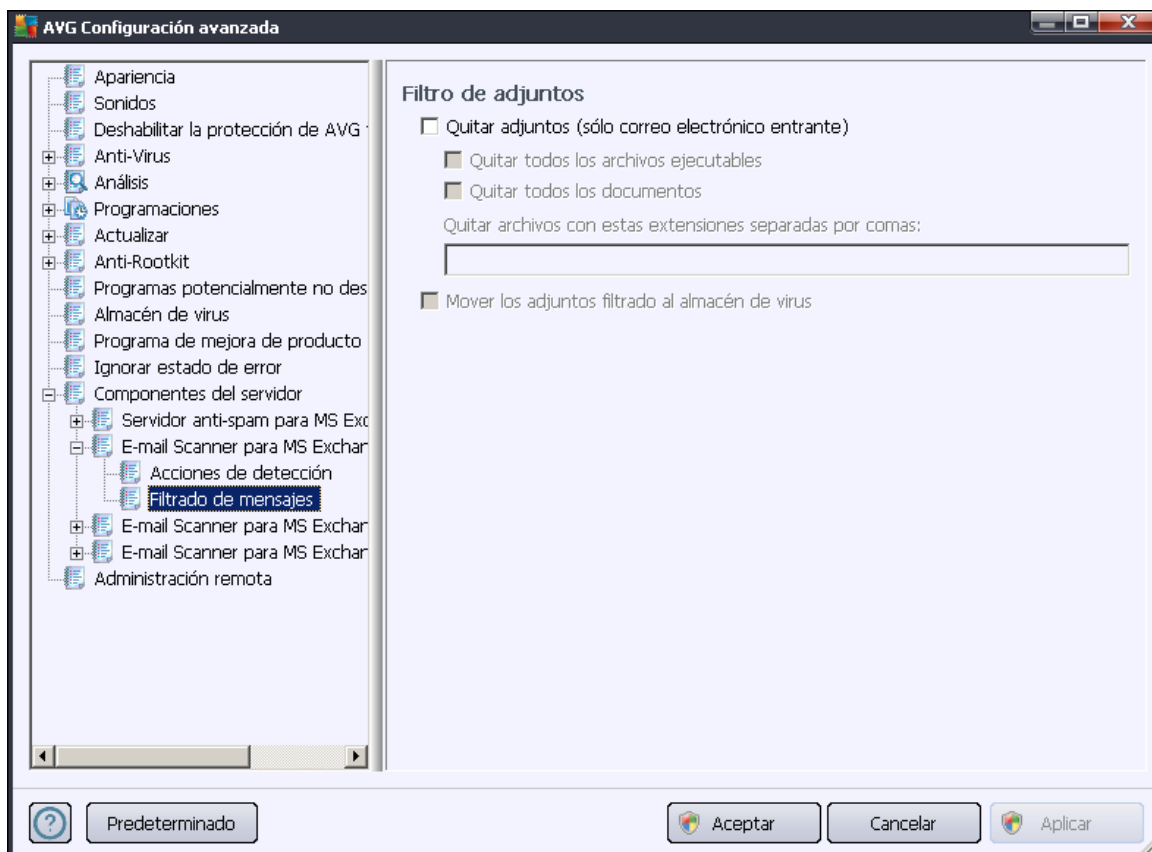 AVG Configuración avanzada
Apariencia
Sonidos
Deshabilitar la protección de AVG
Anti-Virus
Análisis
Programaciones
Actualizar
Anti-Rootkit
Programas potencialmente no des
Almacén de virus
Programa de mejora de producto
Ignorar estado de error
Componentes del servidor
Servidor anti-spam para MS Exc
E-mail Scanner para MS Exchan
Acciones de detección
Filtrado de mensajes
E-mail Scanner para MS Exchan
E-mail Scanner para MS Exchan
Administración remota
Filtro de adjuntos
Quitar adjuntos (sólo correo electrónico entrante)
Quitar todos los archivos ejecutables
Quitar todos los documentos
Quitar archivos con estas extensiones separadas por comas:
Mover los adjuntos filtrado al almacén de virus
Predeterminado
Aceptar
Cancelar
Aplicar